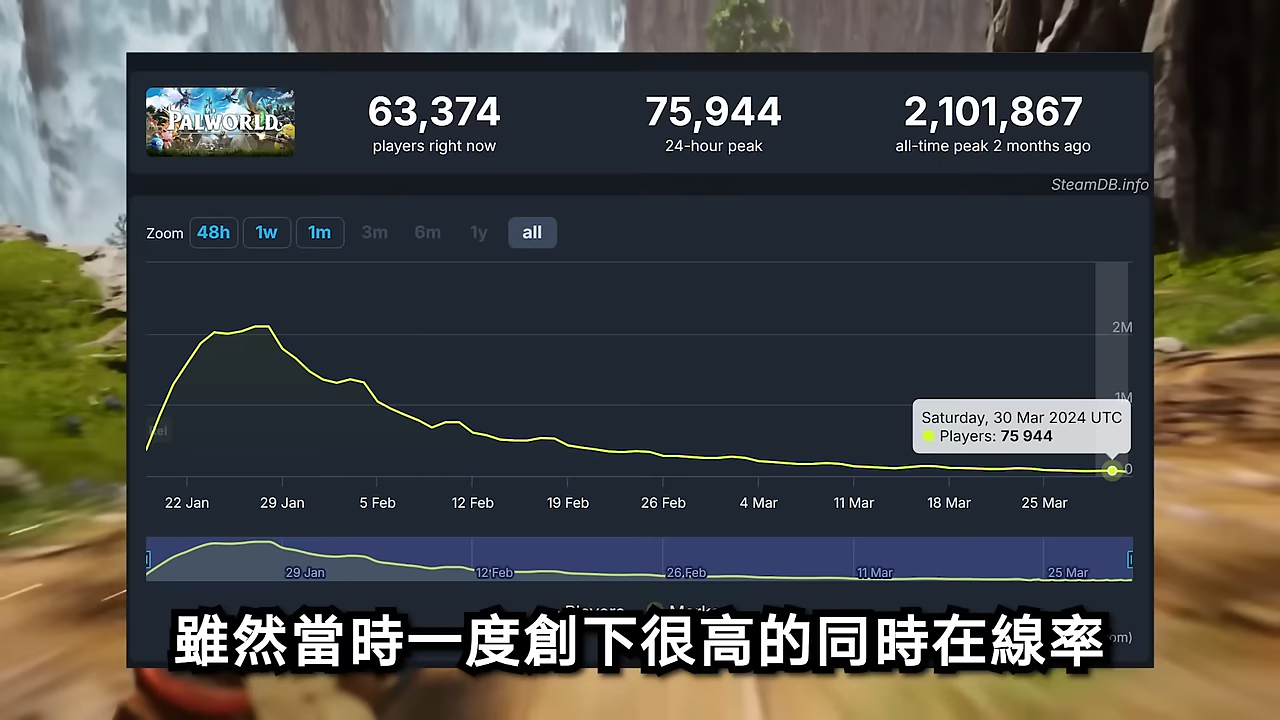 PALWORLD
63,374
players right now
75,944
24-hour peak
2,101,867
all-time peak 2 months ago
SteamDB.info
Zoom 48h 1w 1m 3m 6m 1y all
2M
1M
Saturday, 30 Mar 2024 UTC
Players: 75 944
0
22 Jan 29 Jan 5 Feb 12 Feb 19 Feb 26 Feb 4 Mar 11 Mar 18 Mar 25 Mar
29 Jan 12 Feb 26 Feb 11 Mar 25 Mar
Players
雖然當時一度創下很高的同時在線率